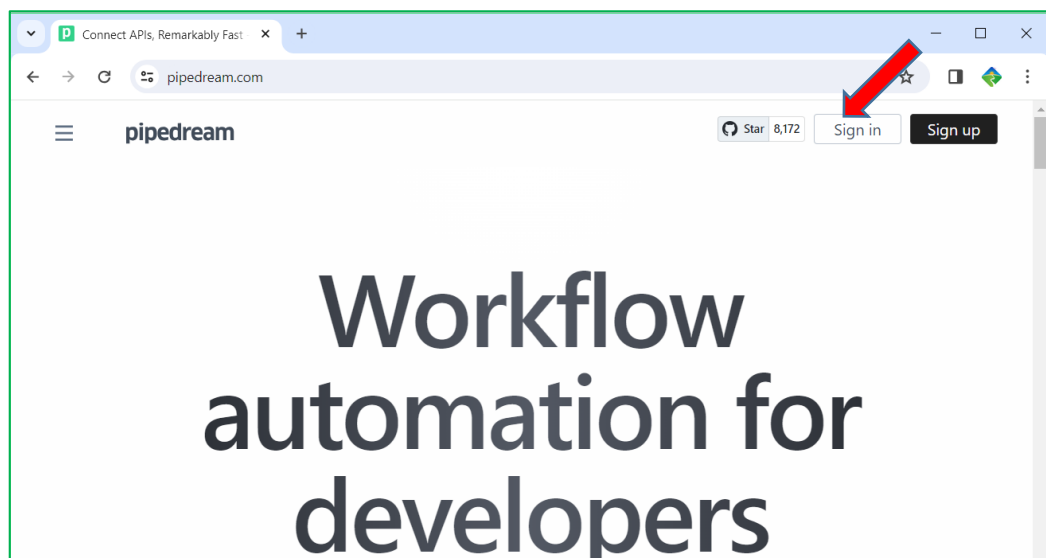 Connect APIs, Remarkably Fast
pipedream.com
pipedream
Star 8,172
Sign in
Sign up
Workflow
automation for
developers